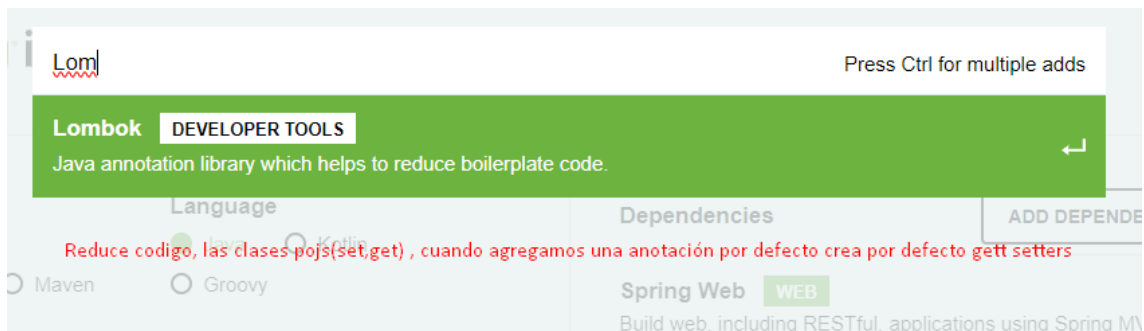 Lom
Press Ctrl for multiple adds
Lombok DEVELOPER TOOLS
Java annotation library which helps to reduce boilerplate code.
Language
Dependencies
ADD DEPENDE
Java Kotlin
Reduce codigo, las clases pojs(set,get) , cuando agregamos una anotación por defecto crea por defecto gett setters
Maven
Groovy
Spring Web WEB
Build web, including RESTful, applications using Spring MV